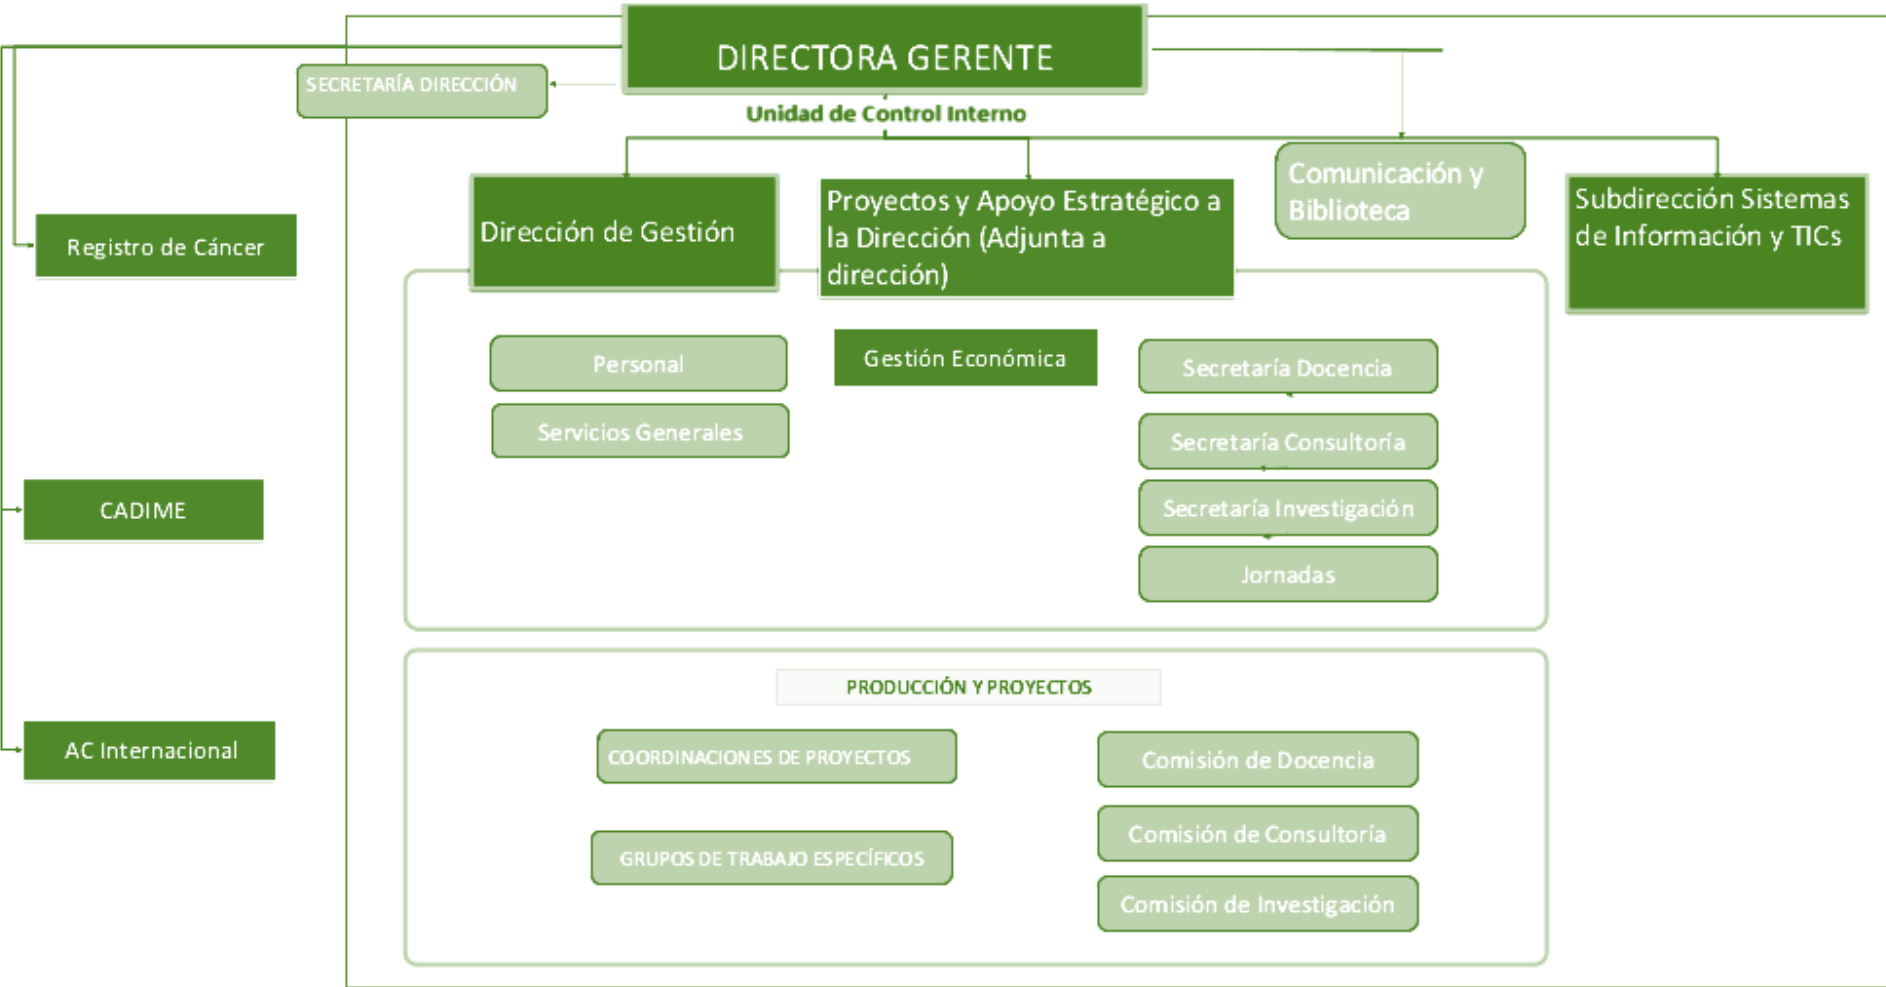 DIRECTORA GERENTE
SECRETARÍA DIRECCIÓN
Unidad de Control Interno
Registro de Cáncer
Dirección de Gestión
Proyectos y Apoyo Estratégico a
la Dirección (Adjunta a
dirección)
Comunicación y
Biblioteca
Subdirección Sistemas
de Información y TICs
Personal
Servicios Generales
Gestión Económica
Secretaría Docencia
Secretaría Consultoría
Secretaría Investigación
Jornadas
CADIME
AC Internacional
PRODUCCIÓN Y PROYECTOS
COORDINACIONES DE PROYECTOS
GRUPOS DE TRABAJO ESPECÍFICOS
Comisión de Docencia
Comisión de Consultoría
Comisión de Investigación